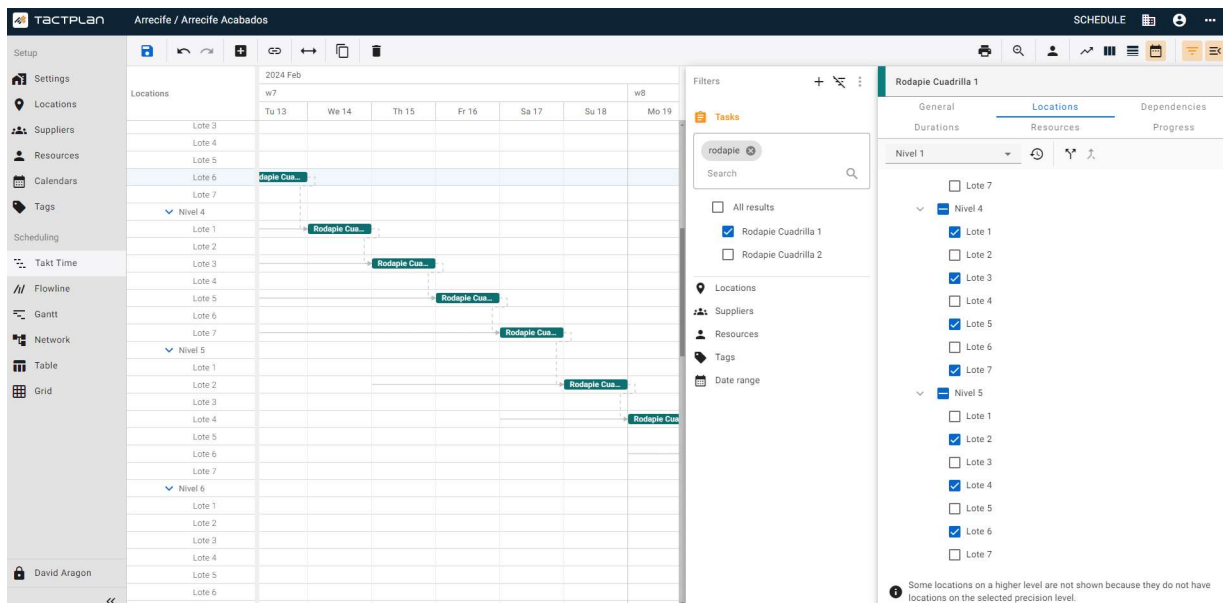 TACTPLAN
Arrecife / Arrecife Acabados
SCHEDULE
Setup
Settings
Locations
Suppliers
Resources
Calendars
Tags
Scheduling
Takt Time
Flowline
Gantt
Network
Table
Grid
David Aragon
Locations
2024 Feb
w7
w8
Tu 13
We 14
Th 15
Fr 16
Sa 17
Su 18
Mo 19
Lote 3
Lote 4
Lote 5
Lote 6
dapie Cua...
Lote 7
Nivel 4
Lote 1
Rodapie Cua...
Lote 2
Lote 3
Rodapie Cua...
Lote 4
Lote 5
Rodapie Cua...
Lote 6
Lote 7
Rodapie Cua...
Nivel 5
Lote 1
Lote 2
Rodapie Cua...
Lote 3
Lote 4
Rodapie Cua
Lote 5
Lote 6
Lote 7
Nivel 6
Lote 1
Lote 2
Lote 3
Lote 4
Lote 5
Lote 6
Filters
Tasks
rodapie
Search
All results
Rodapie Cuadrilla 1
Rodapie Cuadrilla 2
Locations
Suppliers
Resources
Tags
Date range
Rodapie Cuadrilla 1
General
Locations
Dependencies
Durations
Resources
Progress
Nivel 1
Lote 7
Nivel 4
Lote 1
Lote 2
Lote 3
Lote 4
Lote 5
Lote 6
Lote 7
Nivel 5
Lote 1
Lote 2
Lote 3
Lote 4
Lote 5
Lote 6
Lote 7
Some locations on a higher level are not shown because they do not have
locations on the selected precision level.